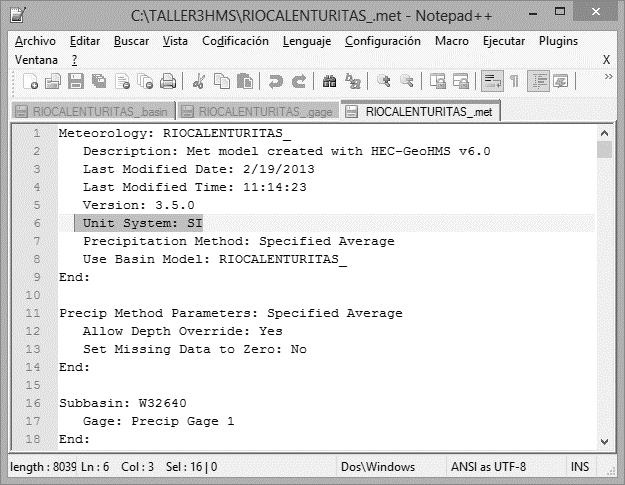 C:\TALLER3HMS\RIOCALENTURITAS_.met - Notepad++
Archivo Editar Buscar Vista Codificación Lenguaje Configuración Macro Ejecutar Plugins
Ventana ? X
RIOCALENTURITAS_.basin RIOCALENTURITAS_.gage RIOCALENTURITAS_.met
1 Meteorology: RIOCALENTURITAS_
2 Description: Met model created with HEC-GeoHMS v6.0
3 Last Modified Date: 2/19/2013
4 Last Modified Time: 11:14:23
5 Version: 3.5.0
6 Unit System: SI
7 Precipitation Method: Specified Average
8 Use Basin Model: RIOCALENTURITAS_
9 End:
10
11 Precip Method Parameters: Specified Average
12 Allow Depth Override: Yes
13 Set Missing Data to Zero: No
14 End:
15
16 Subbasin: W32640
17 Gage: Precip Gage 1
18 End:
length : 8039 Ln : 6 Col : 3 Sel : 16 | 0 Dos\Windows ANSI as UTF-8 INS